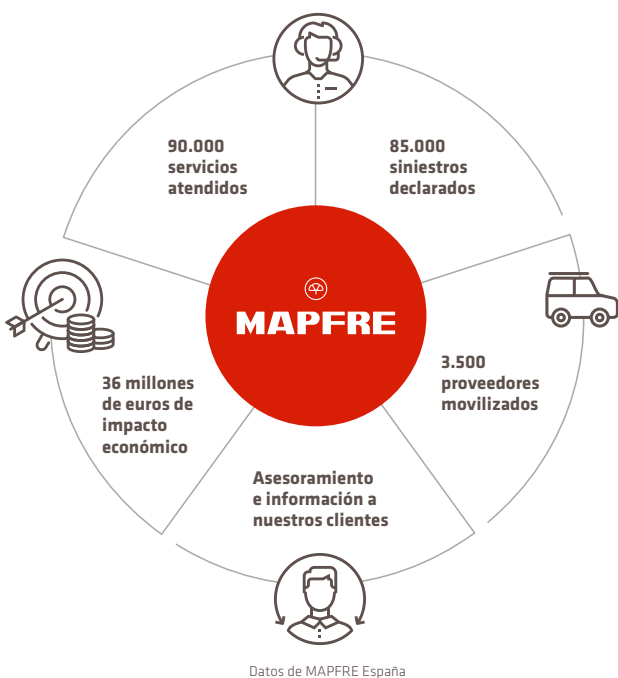 90.000
servicios
atendidos
85.000
siniestros
declarados
MAPFRE
3.500
proveedores
movilizados
36 millones
de euros de
impacto
económico
Asesoramiento
e información a
nuestros clientes
Datos de MAPFRE España